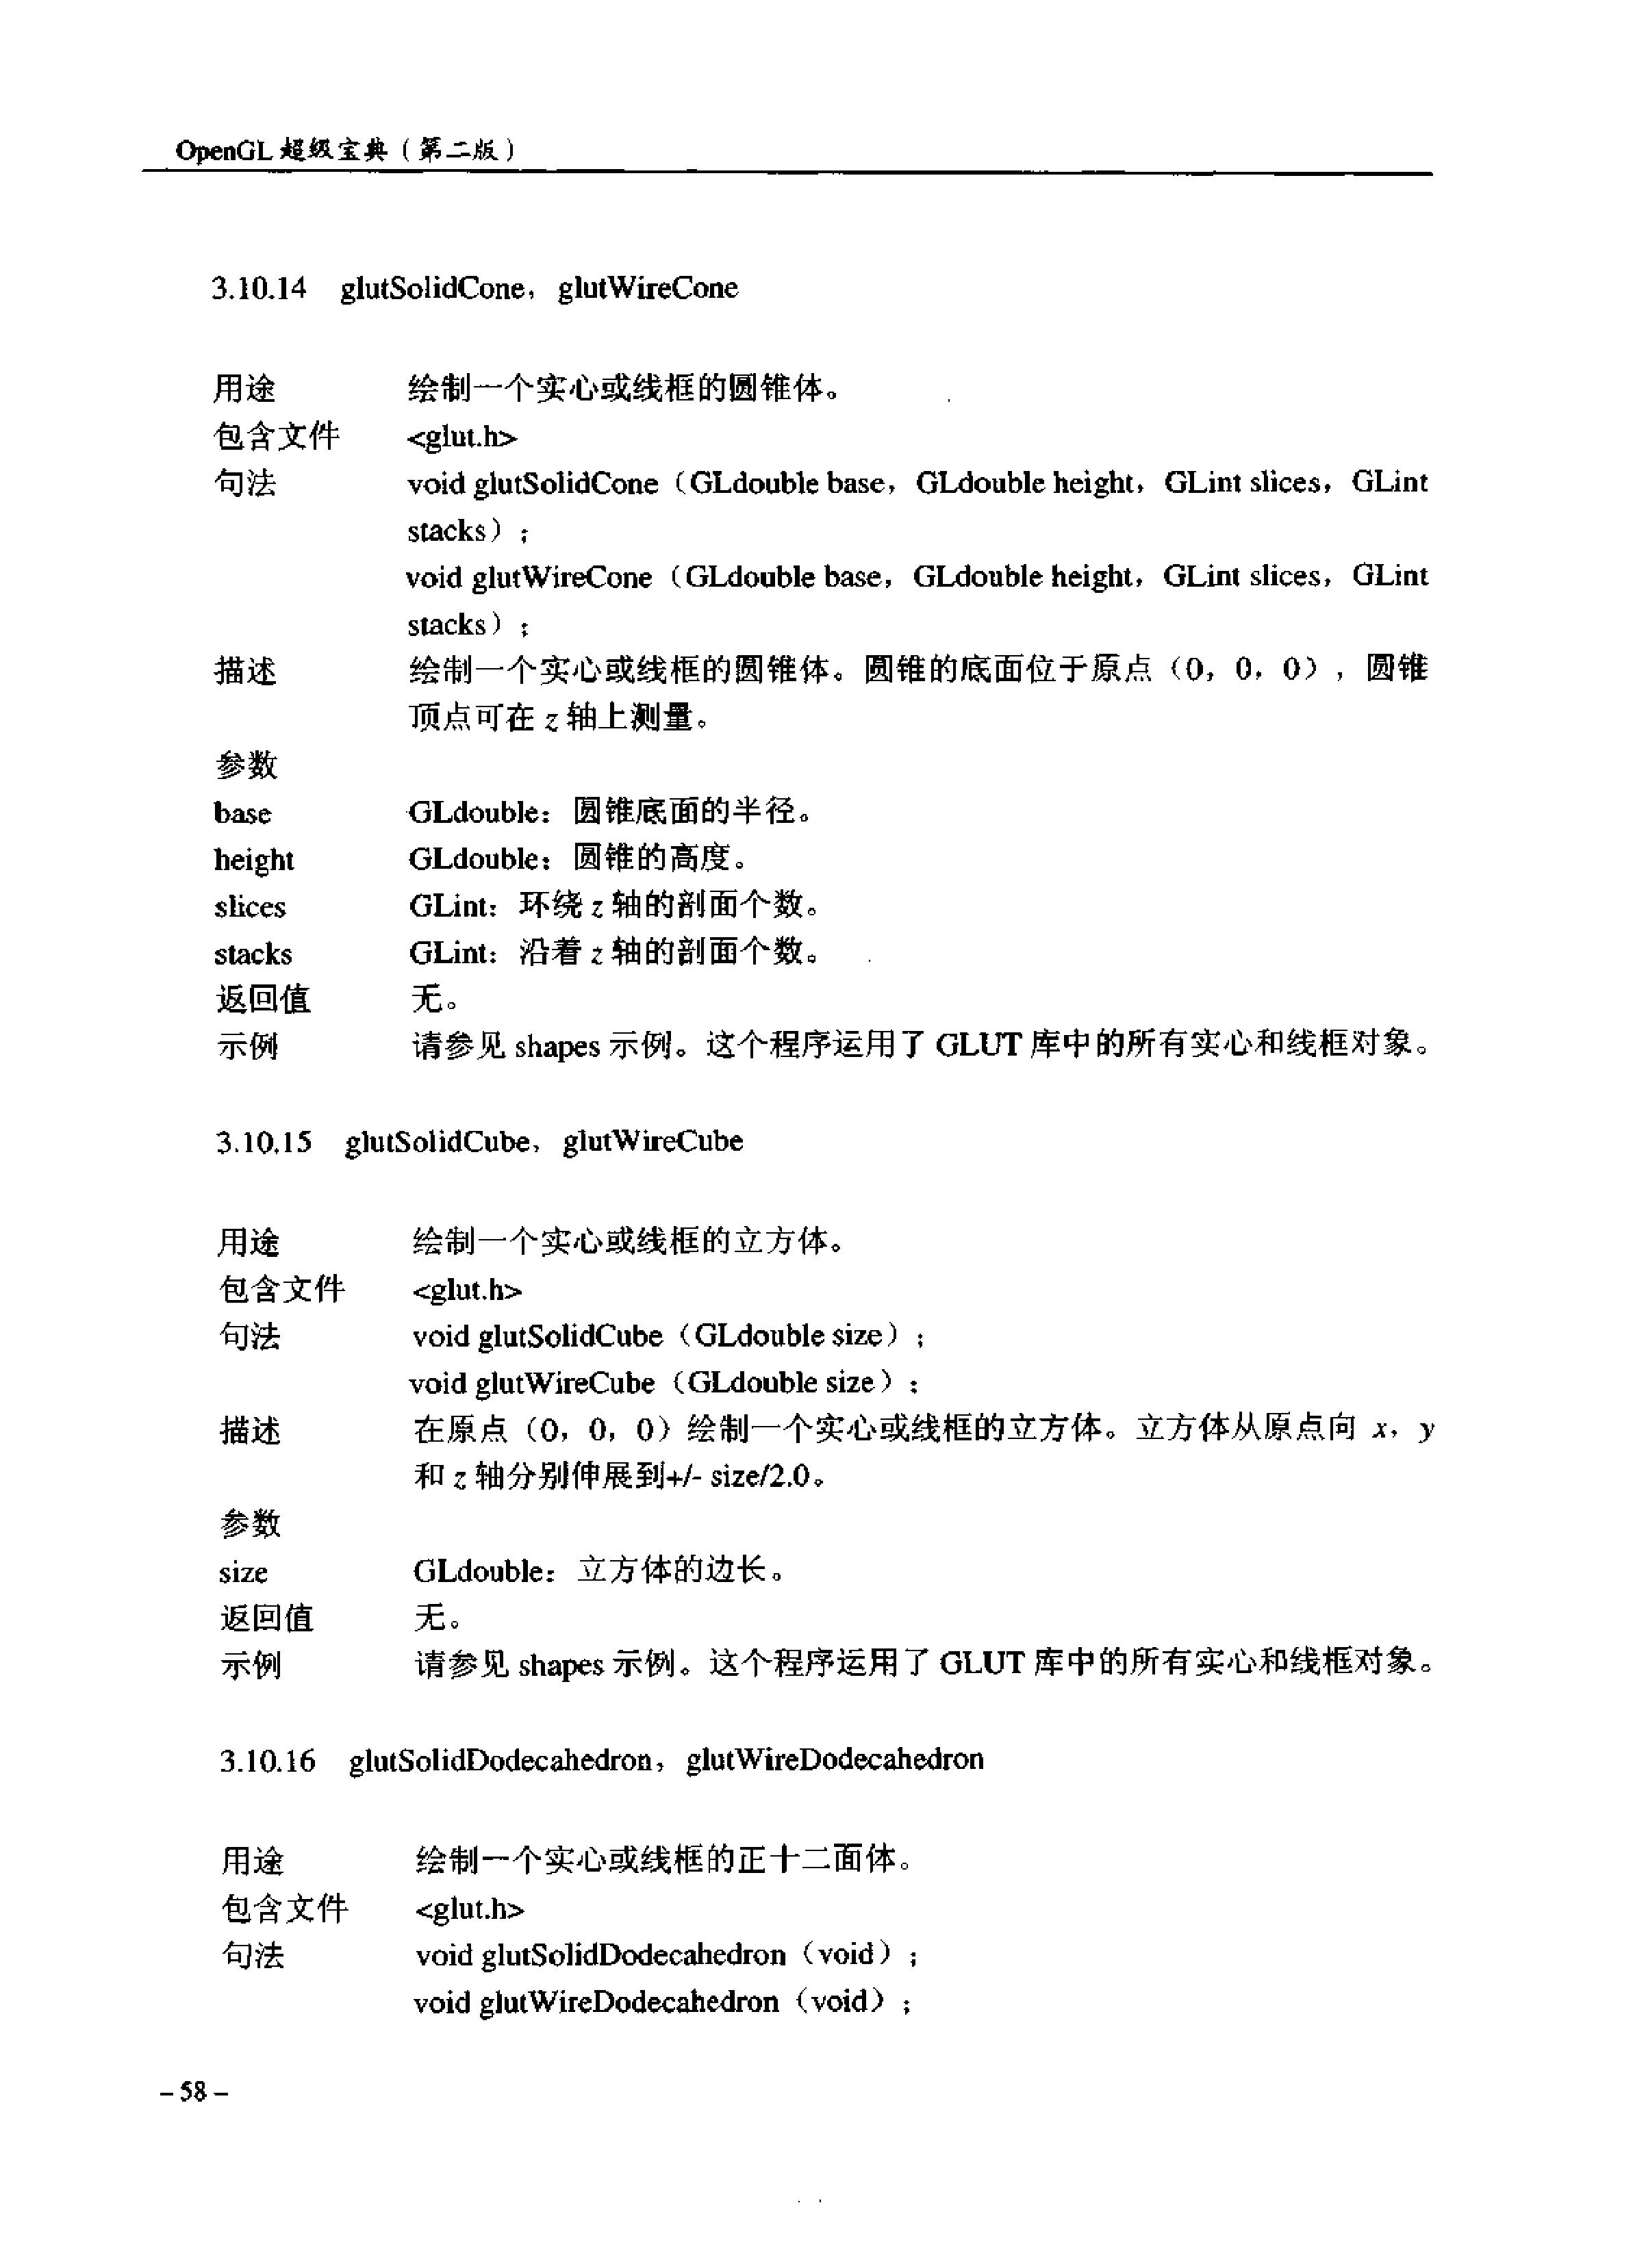 OpenGL 超级宝典（第二版）
3.10.14 glutSolidCone，glutWireCone
用途 绘制一个实心或线框的圆锥体。
包含文件 <glut.h>
句法 void glutSolidCone（GLdouble base，GLdouble height，GLint slices，GLint
stacks）；
void glutWireCone（GLdouble base，GLdouble height，GLint slices，GLint
stacks）；
描述 绘制一个实心或线框的圆锥体。圆锥的底面位于原点（0，0，0），圆锥
顶点可在 z 轴上测量。
参数
base GLdouble：圆锥底面的半径。
height GLdouble：圆锥的高度。
slices GLint：环绕 z 轴的剖面个数。
stacks GLint：沿着 z 轴的剖面个数。
返回值 无。
示例 请参见 shapes 示例。这个程序运用了 GLUT 库中的所有实心和线框对象。
3.10.15 glutSolidCube，glutWireCube
用途 绘制一个实心或线框的立方体。
包含文件 <glut.h>
句法 void glutSolidCube（GLdouble size）；
void glutWireCube（GLdouble size）；
描述 在原点（0，0，0）绘制一个实心或线框的立方体。立方体从原点向 x，y
和 z 轴分别伸展到+/- size/2.0。
参数
size GLdouble：立方体的边长。
返回值 无。
示例 请参见 shapes 示例。这个程序运用了 GLUT 库中的所有实心和线框对象。
3.10.16 glutSolidDodecahedron，glutWireDodecahedron
用途 绘制一个实心或线框的正十二面体。
包含文件 <glut.h>
句法 void glutSolidDodecahedron（void）；
void glutWireDodecahedron（void）；
- 58 -